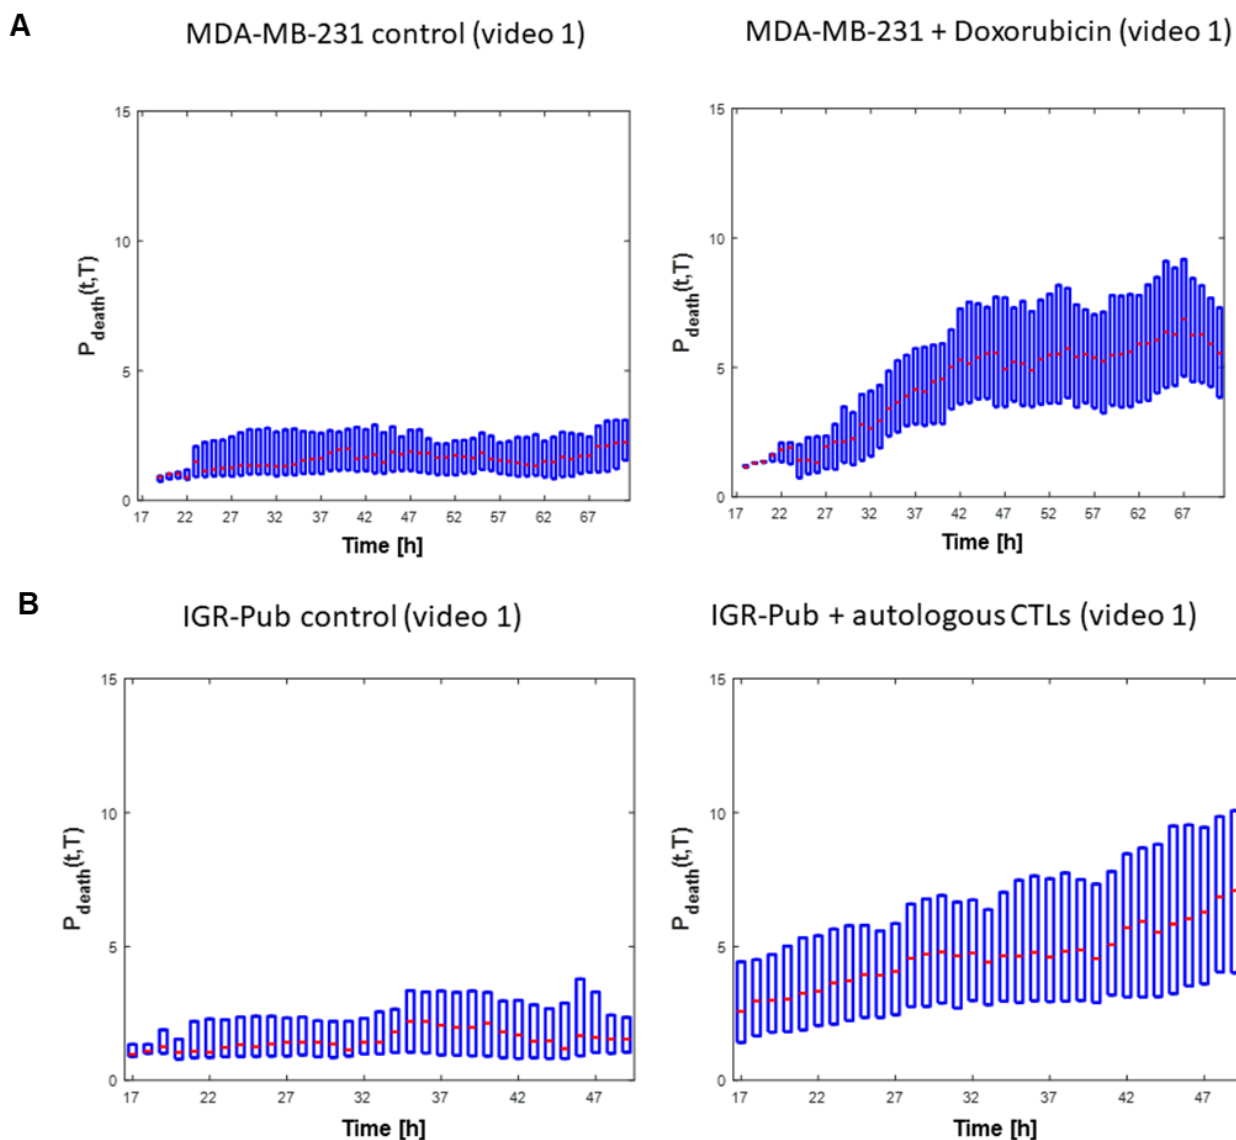 A
MDA-MB-231 control (video 1)
MDA-MB-231 + Doxorubicin (video 1)
15
10
5
0
P_death(t,T)
17 22 27 32 37 42 47 52 57 62 67
Time [h]
15
10
5
0
P_death(t,T)
17 22 27 32 37 42 47 52 57 62 67
Time [h]
B
IGR-Pub control (video 1)
IGR-Pub + autologous CTLs (video 1)
15
10
5
0
P_death(t,T)
17 22 27 32 37 42 47
Time [h]
15
10
5
0
P_death(t,T)
17 22 27 32 37 42 47
Time [h]